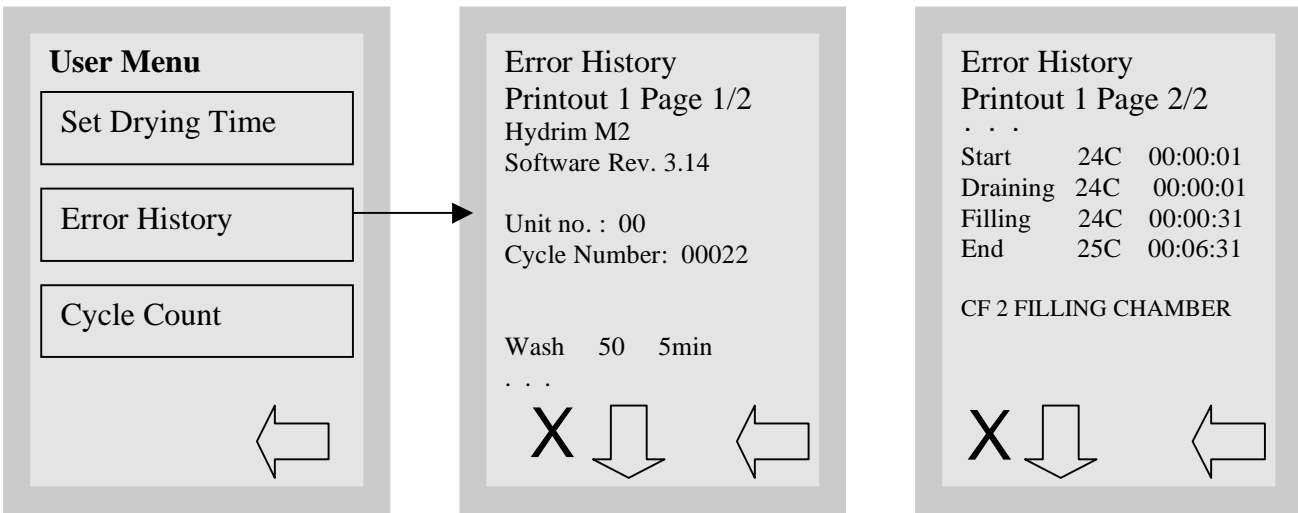 User Menu
Set Drying Time
Error History
Cycle Count
Error History
Printout 1 Page 1/2
Hydrim M2
Software Rev. 3.14
Unit no. : 00
Cycle Number: 00022
Wash 50 5min
. . .
X
Error History
Printout 1 Page 2/2
. . .
Start 24C 00:00:01
Draining 24C 00:00:01
Filling 24C 00:00:31
End 25C 00:06:31
CF 2 FILLING CHAMBER
X